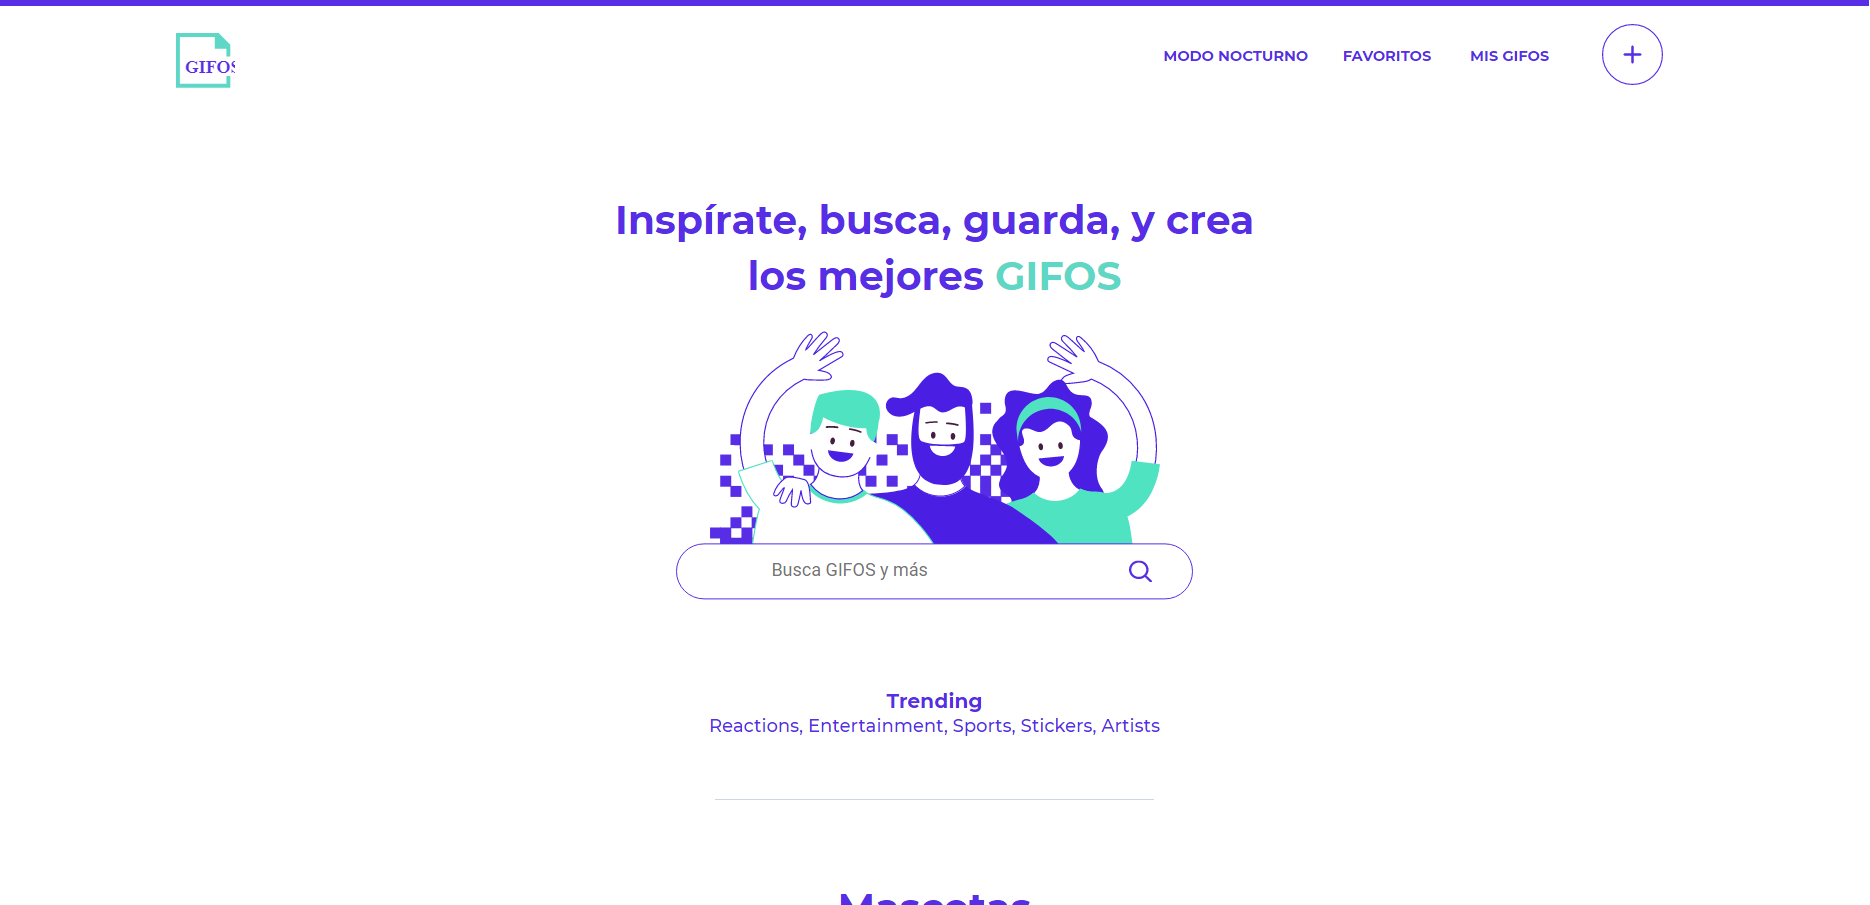 GIFOS
MODO NOCTURNO
FAVORITOS
MIS GIFOS
Inspírate, busca, guarda, y crea
los mejores GIFOS
Busca GIFOS y más
Trending
Reactions, Entertainment, Sports, Stickers, Artists
Mascotas